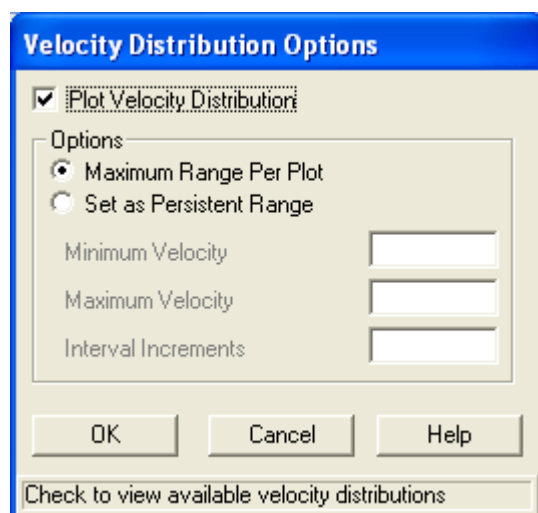 Velocity Distribution Options
Plot Velocity Distribution
Options
Maximum Range Per Plot
Set as Persistent Range
Minimum Velocity
Maximum Velocity
Interval Increments
OK Cancel Help
Check to view available velocity distributions